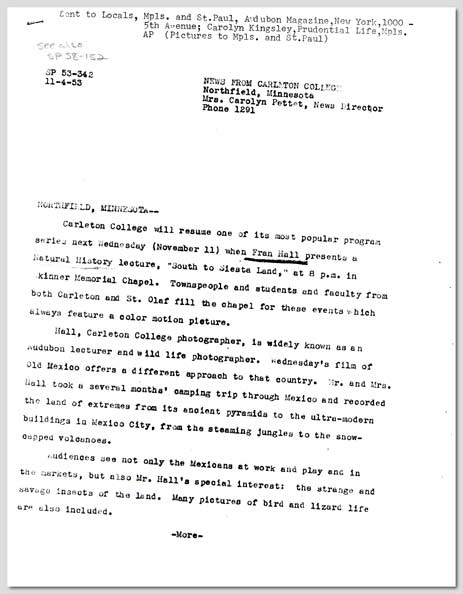 Sent to Locals, Mpls. and St.Paul, Audubon Magazine,New York,1000 -
5th Avenue; Carolyn Kingsley,Prudential Life,Mpls.
AP (Pictures to Mpls. and St.Paul)
see also
SP 58-152
SP 53-342
11-4-53
NEWS FROM CARLETON COLLEGE
Northfield, Minnesota
Mrs. Carolyn Pettet, News Director
Phone 1291
NORTHFIELD, MINNESOTA--
Carleton College will resume one of its most popular program
series next Wednesday (November 11) when Fran Hall presents a
Natural History lecture, "South to Siesta Land," at 8 p.m. in
Skinner Memorial Chapel. Townspeople and students and faculty from
both Carleton and St. Olaf fill the chapel for these events which
always feature a color motion picture.
Hall, Carleton College photographer, is widely known as an
Audubon lecturer and wild life photographer. Wednesday's film of
Old Mexico offers a different approach to that country. Mr. and Mrs.
Hall took a several months' camping trip through Mexico and recorded
the land of extremes from its ancient pyramids to the ultra-modern
buildings in Mexico City, from the steaming jungles to the snow-
capped volcanoes.
Audiences see not only the Mexicans at work and play and in
the markets, but also Mr. Hall's special interest: the strange and
savage insects of the land. Many pictures of bird and lizard life
are also included.
-More-